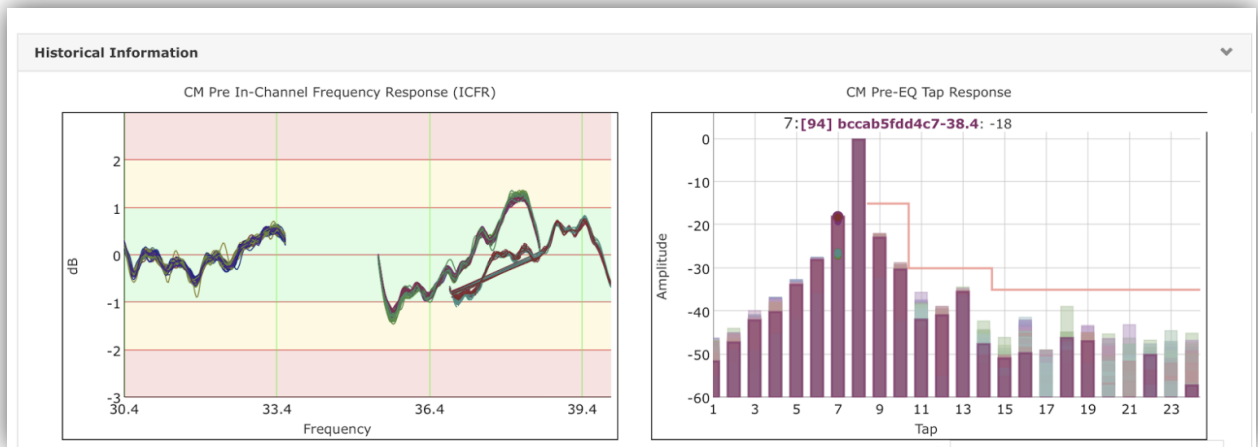 Historical Information
CM Pre In-Channel Frequency Response (ICFR)
dB
2
1
0
-1
-2
-3
30.4 33.4 36.4 39.4
Frequency
CM Pre-EQ Tap Response
7:[94] bccab5fdd4c7-38.4: -18
Amplitude
0
-10
-20
-30
-40
-50
-60
1 3 5 7 9 11 13 15 17 19 21 23
Tap